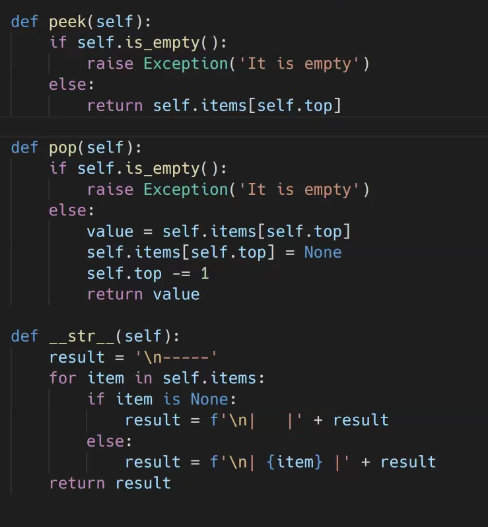 def peek(self):
    if self.is_empty():
        raise Exception('It is empty')
    else:
        return self.items[self.top]
def pop(self):
    if self.is_empty():
        raise Exception('It is empty')
    else:
        value = self.items[self.top]
        self.items[self.top] = None
        self.top -= 1
        return value
def __str__(self):
    result = '\n-----'
    for item in self.items:
        if item is None:
            result = f'\n|   |' + result
        else:
            result = f'\n| {item} |' + result
    return result